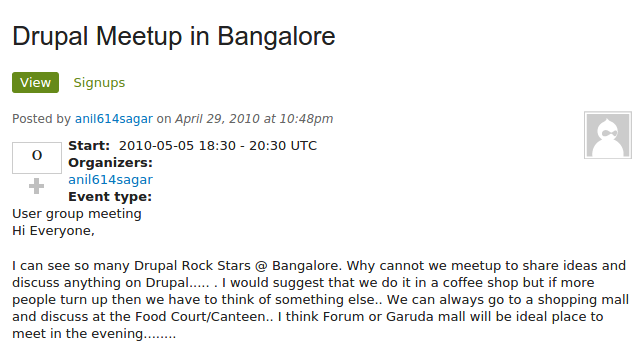 Drupal Meetup in Bangalore
View Signups
Posted by anil614sagar on April 29, 2010 at 10:48pm
0
Start: 2010-05-05 18:30 - 20:30 UTC
Organizers:
anil614sagar
Event type:
User group meeting
Hi Everyone,
I can see so many Drupal Rock Stars @ Bangalore. Why cannot we meetup to share ideas and
discuss anything on Drupal..... . I would suggest that we do it in a coffee shop but if more
people turn up then we have to think of something else.. We can always go to a shopping mall
and discuss at the Food Court/Canteen.. I think Forum or Garuda mall will be ideal place to
meet in the evening........